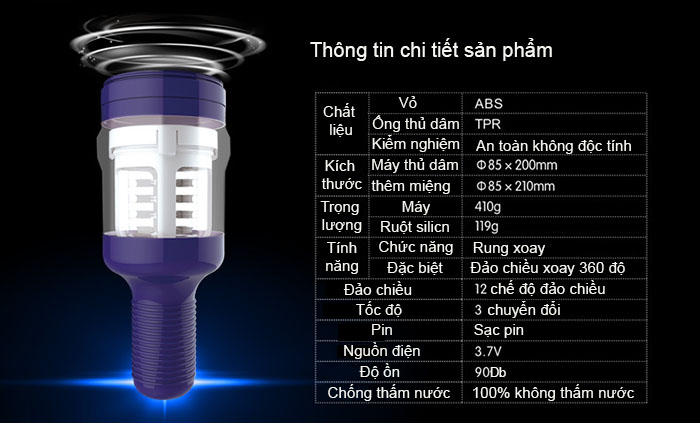 Thông tin chi tiết sản phẩm
Chất liệu Vỏ ABS
Ống thủ dâm TPR
Kiểm nghiệm An toàn không độc tính
Kích thước Máy thủ dâm Φ85×200mm
thêm miệng Φ85×210mm
Trọng lượng Máy 410g
Ruột silicn 119g
Tính năng Chức năng Rung xoay
Đặc biệt Đảo chiều xoay 360 độ
Đảo chiều 12 chế độ đảo chiều
Tốc độ 3 chuyển đổi
Pin Sạc pin
Nguồn điện 3.7V
Độ ồn 90Db
Chống thấm nước 100% không thấm nước